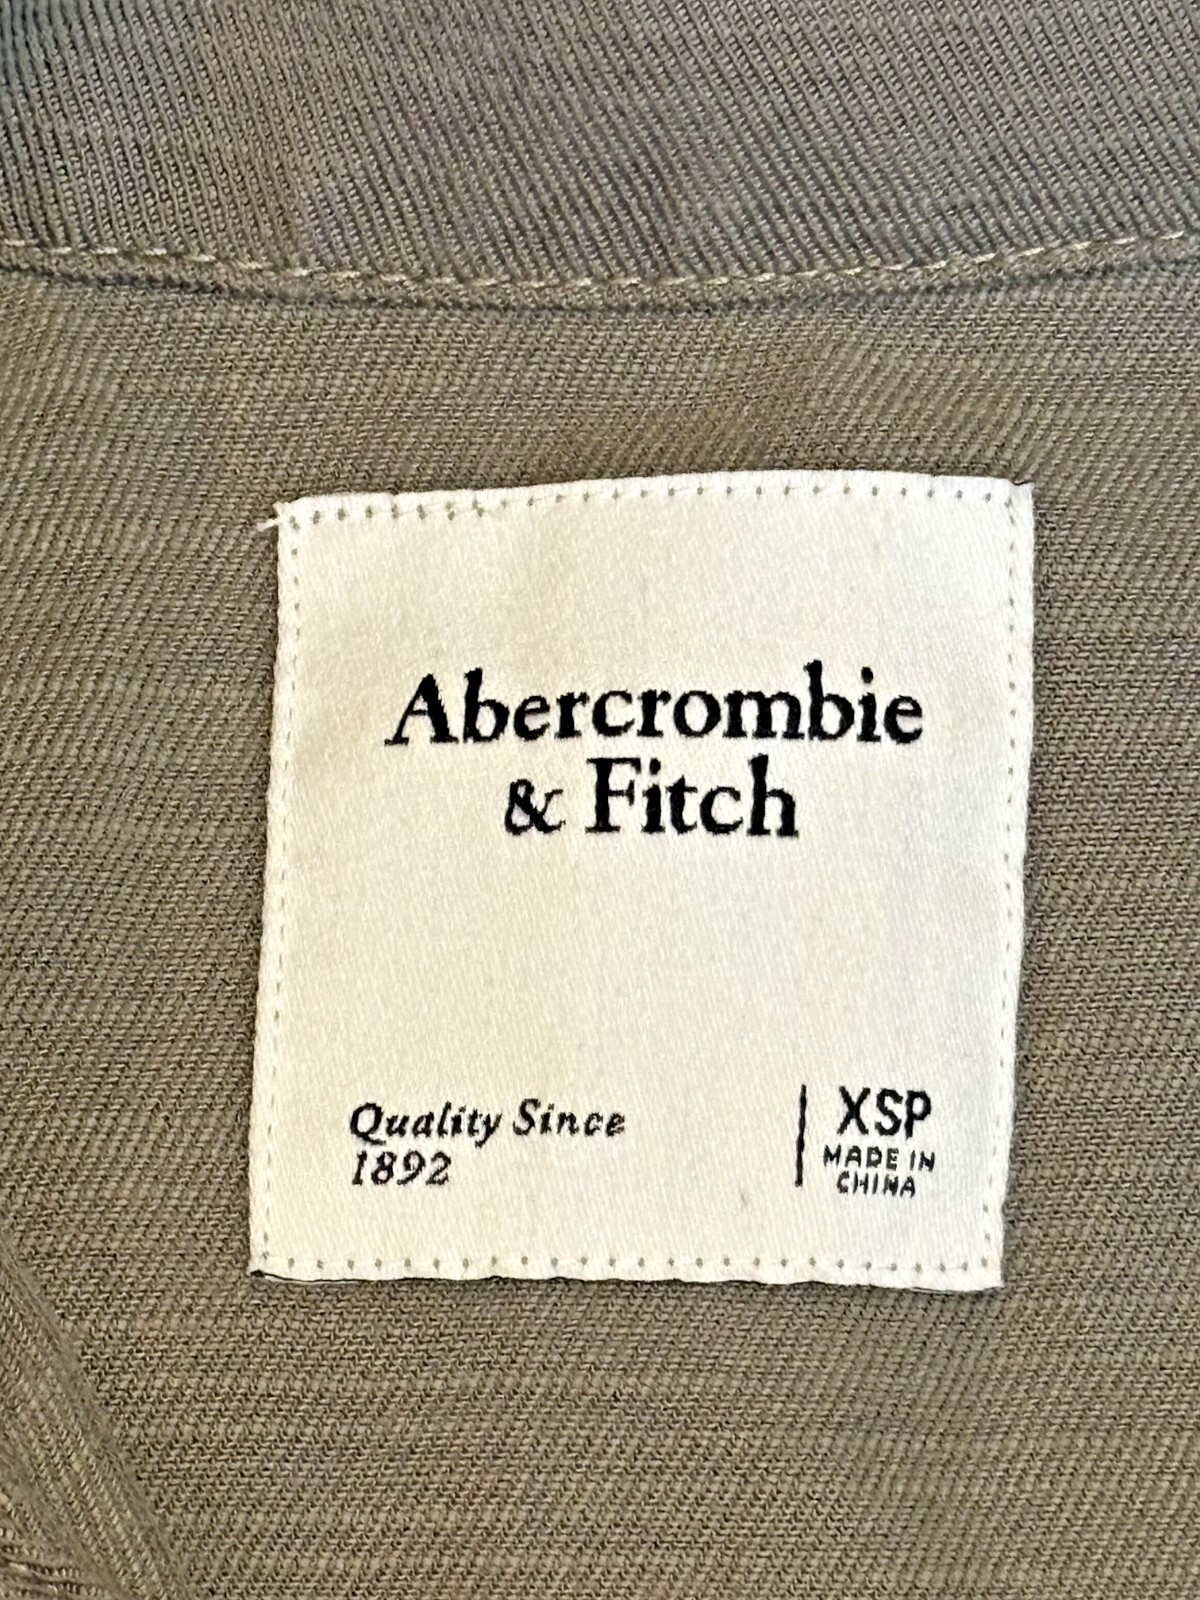 Abercrombie
& Fitch
Quality Since
1892
XSP
MADE IN
CHINA